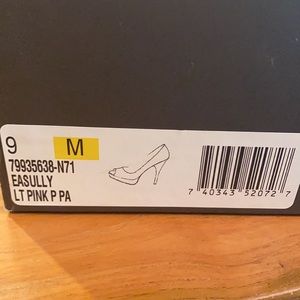 9 M
79935638-N71
EASULLY
LT PINK P PA
7 40343 52072 7